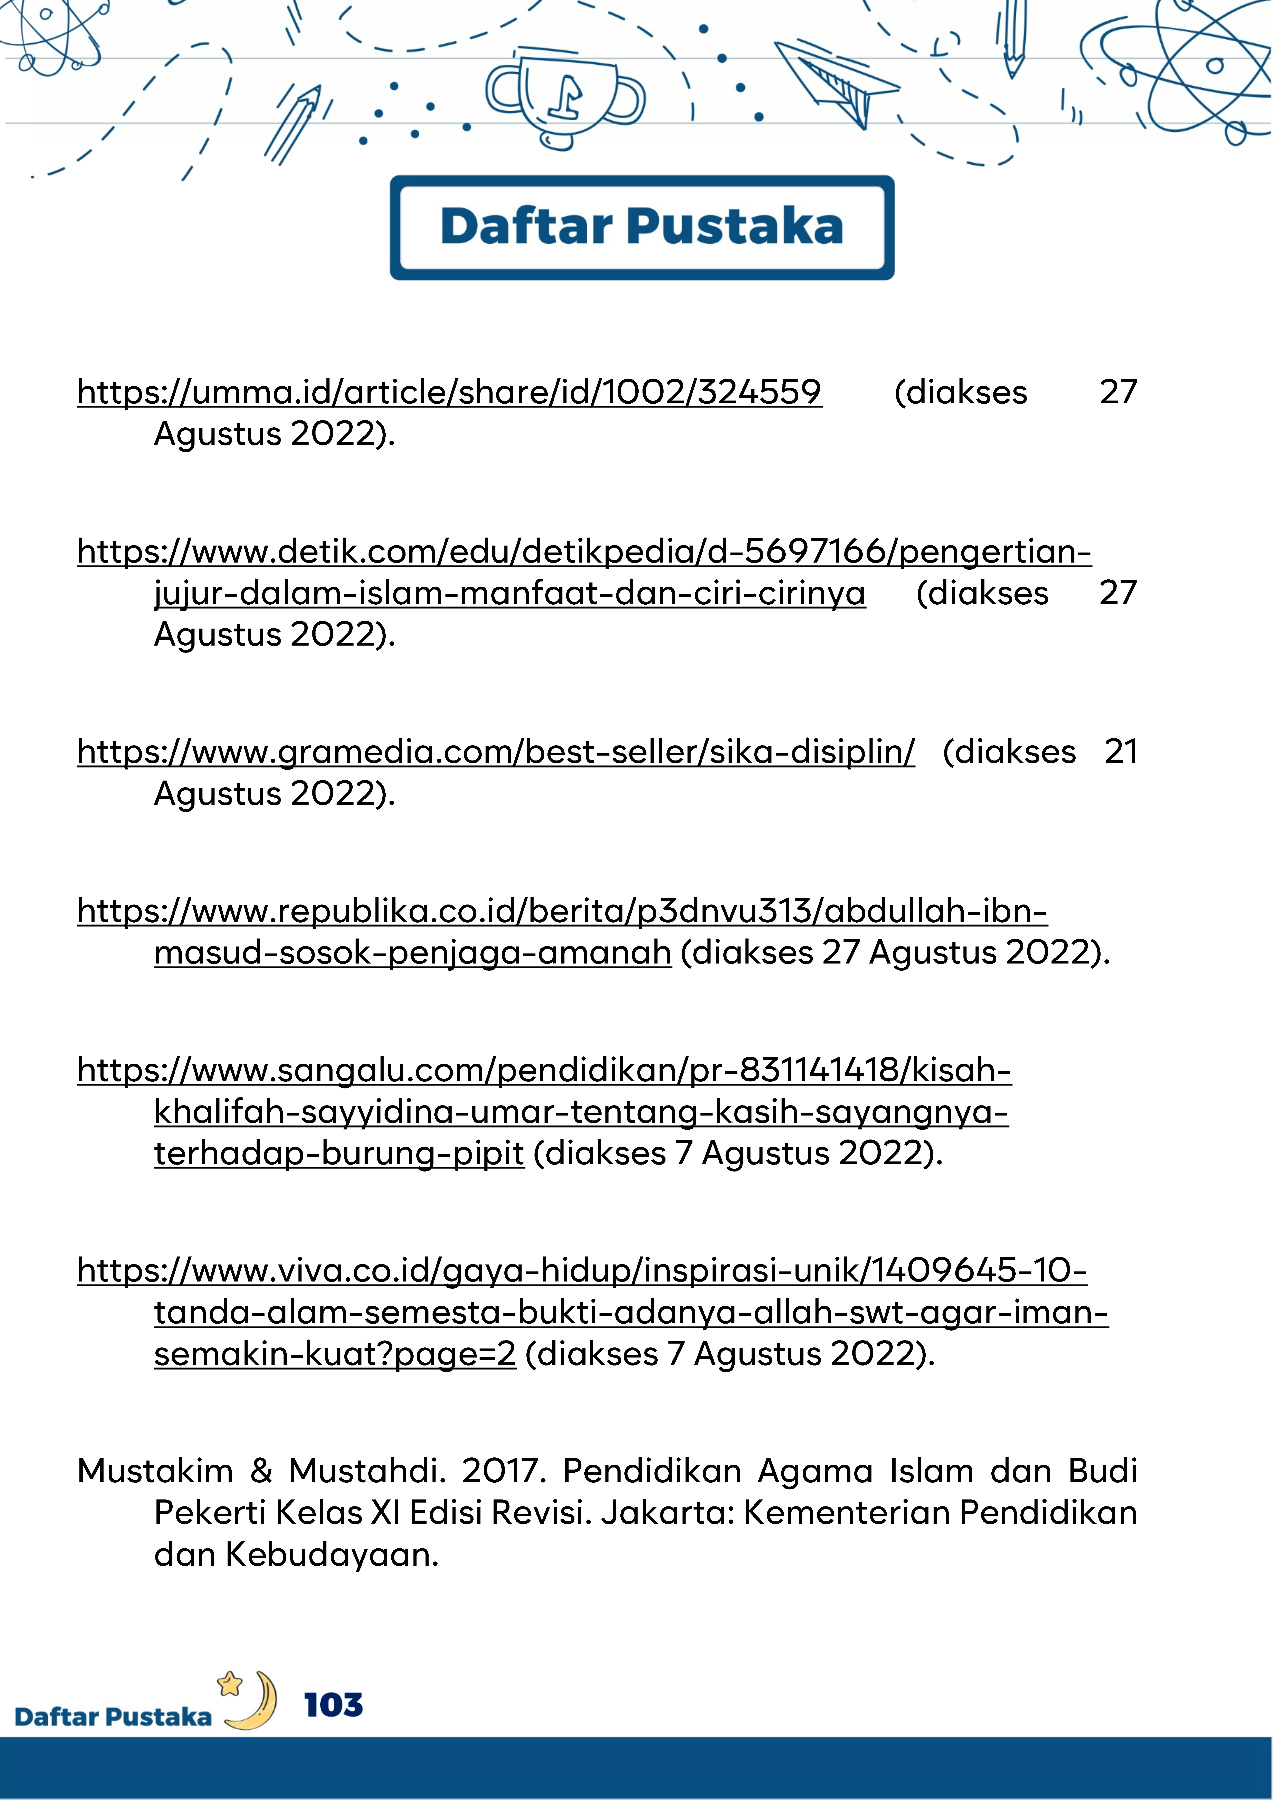 Daftar Pustaka
https://umma.id/article/share/id/1002/324559 (diakses 27
Agustus 2022).
https://www.detik.com/edu/detikpedia/d-5697166/pengertian-
jujur-dalam-islam-manfaat-dan-ciri-cirinya (diakses 27
Agustus 2022).
https://www.gramedia.com/best-seller/sika-disiplin/ (diakses 21
Agustus 2022).
https://www.republika.co.id/berita/p3dnvu313/abdullah-ibn-
masud-sosok-penjaga-amanah (diakses 27 Agustus 2022).
https://www.sangalu.com/pendidikan/pr-831141418/kisah-
khalifah-sayyidina-umar-tentang-kasih-sayangnya-
terhadap-burung-pipit (diakses 7 Agustus 2022).
https://www.viva.co.id/gaya-hidup/inspirasi-unik/1409645-10-
tanda-alam-semesta-bukti-adanya-allah-swt-agar-iman-
semakin-kuat?page=2 (diakses 7 Agustus 2022).
Mustakim & Mustahdi. 2017. Pendidikan Agama Islam dan Budi
Pekerti Kelas XI Edisi Revisi. Jakarta: Kementerian Pendidikan
dan Kebudayaan.
Daftar Pustaka 103